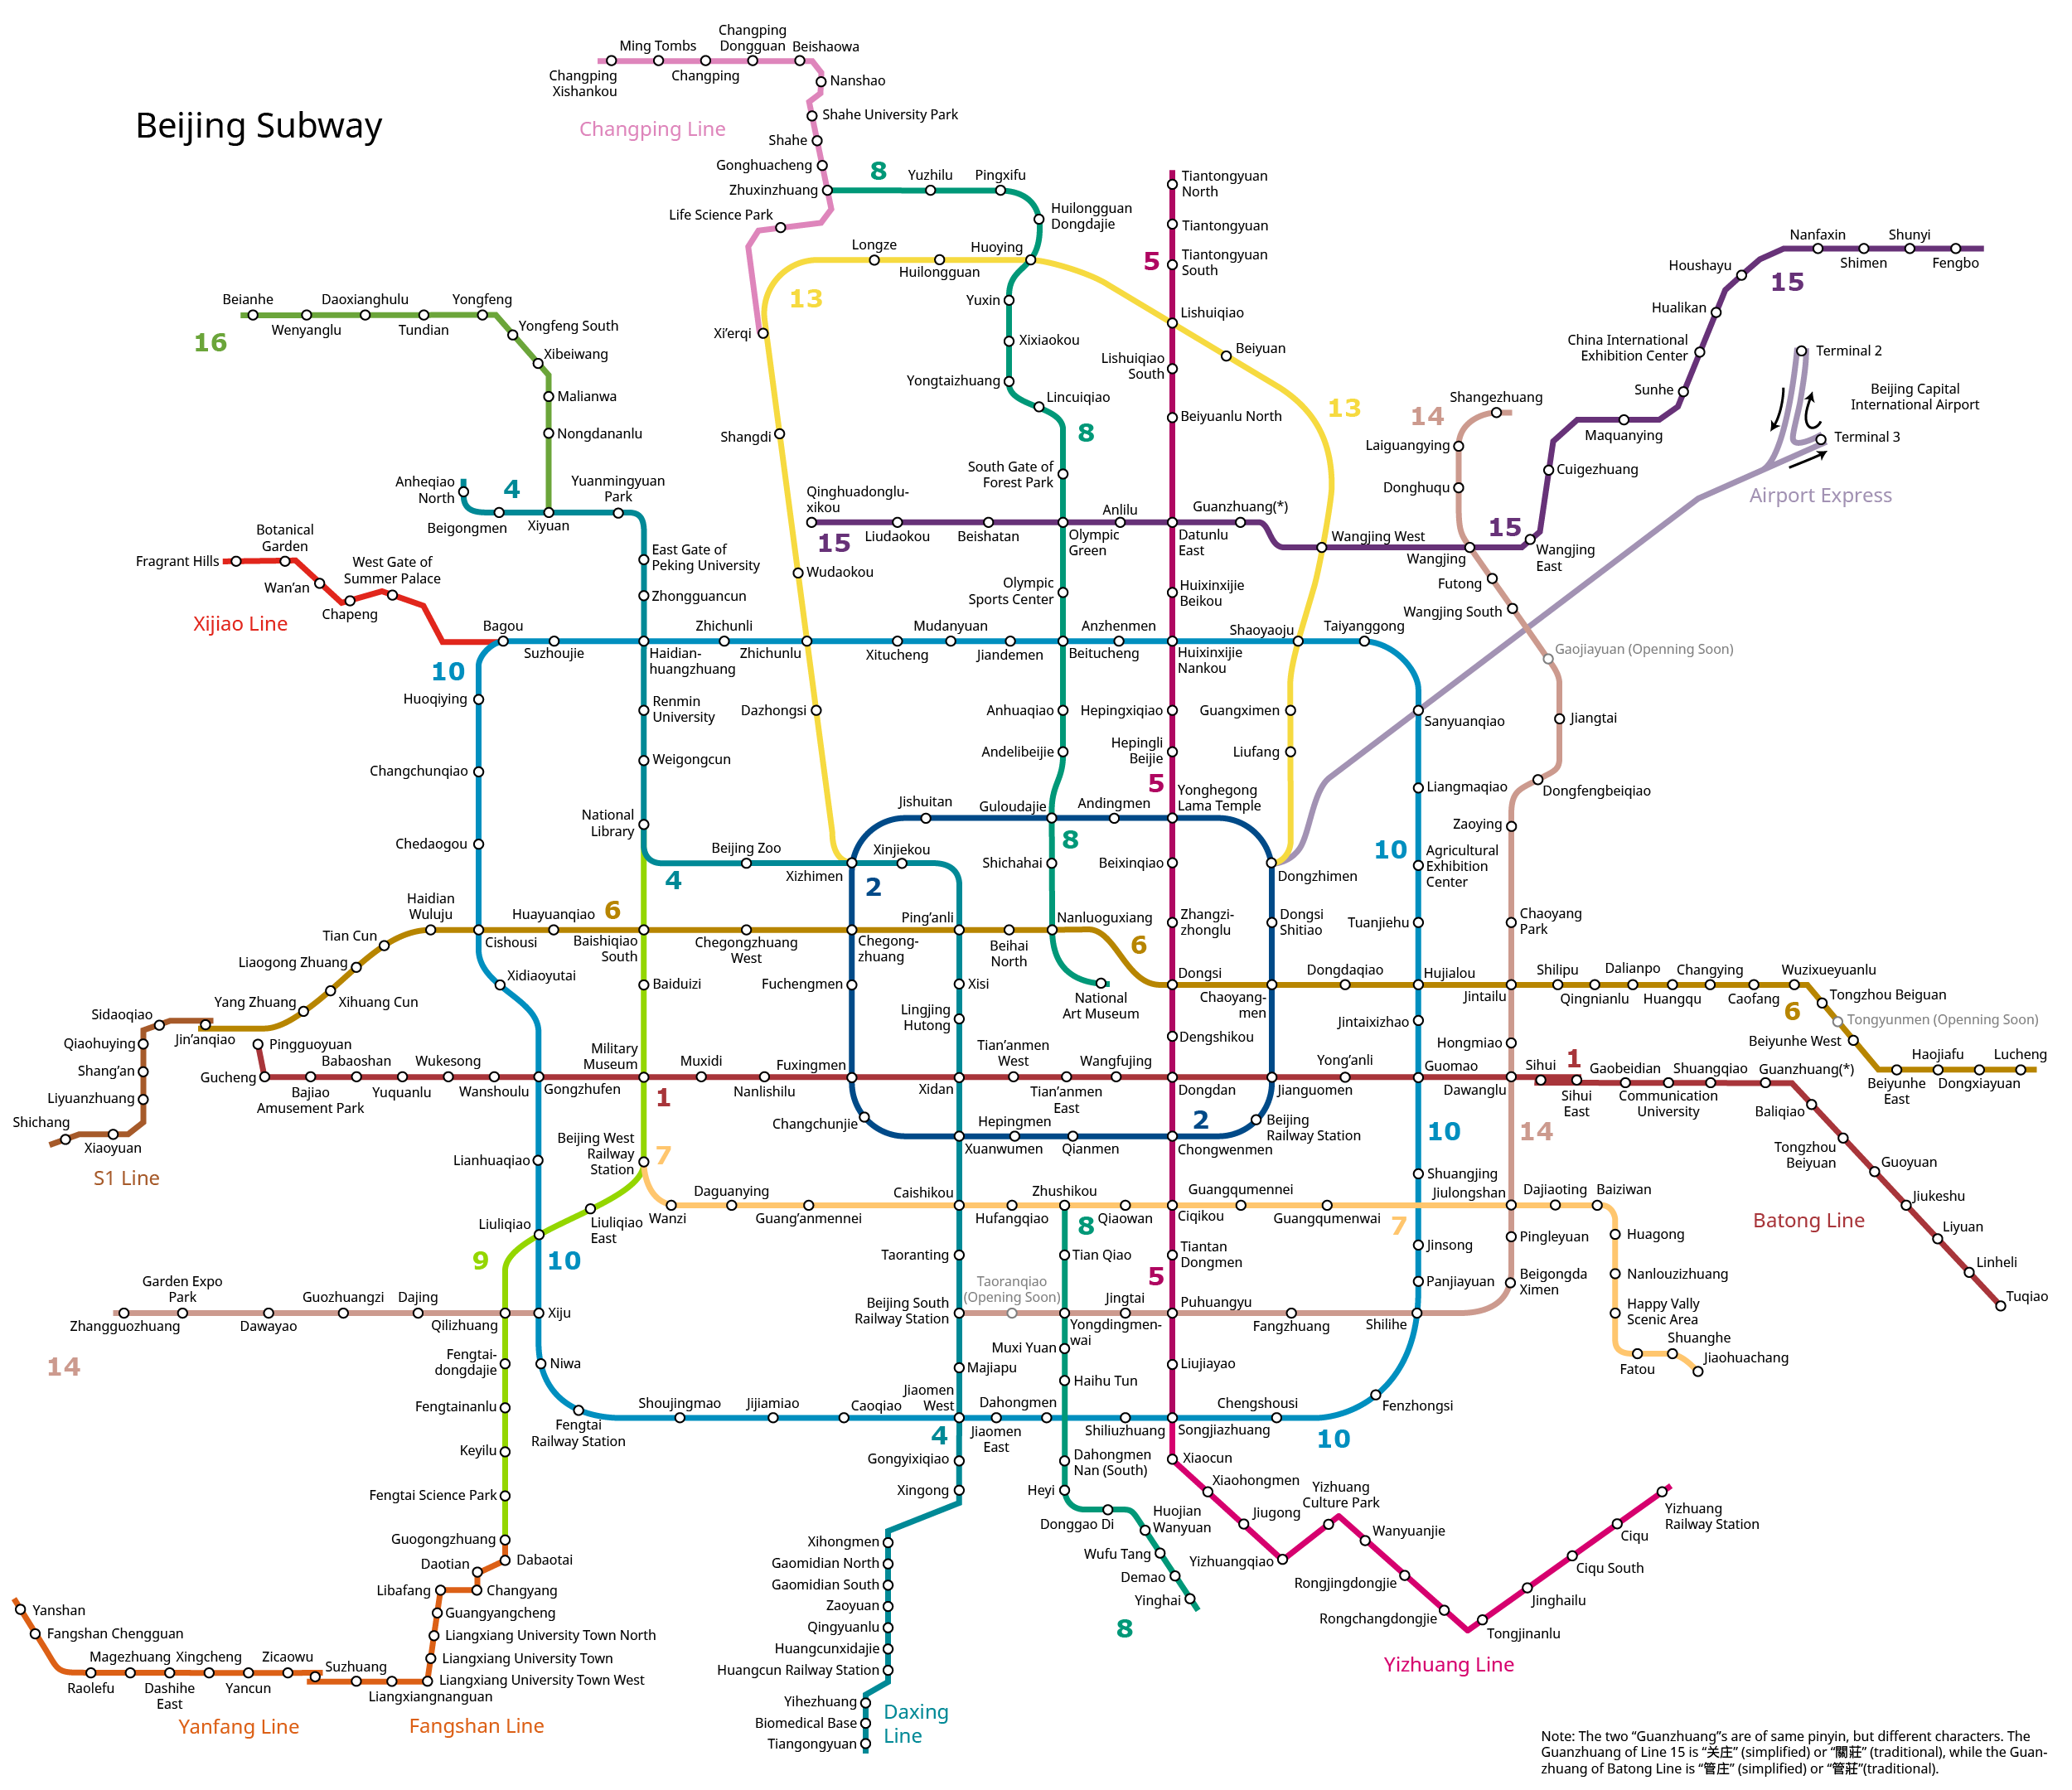 Beijing Subway
Changping
Xishankou
Ming Tombs
Changping
Changping
Dongguan
Beishaowa
Nanshao
Shahe University Park
Shahe
Gonghuacheng
Zhuxinzhuang
Life Science Park
Changping Line
8
Yuzhilu
Pingxifu
Huilongguan
Dongdajie
Longze
Huilongguan
Huoying
13
Xi’erqi
Yuxin
Xixiaokou
Yongtaizhuang
Lincuiqiao
8
5
Tiantongyuan
North
Tiantongyuan
Tiantongyuan
South
Lishuiqiao
Lishuiqiao
South
Beiyuan
Beiyuanlu North
13
Nanfaxin
Shimen
Shunyi
Fengbo
Houshayu
15
Hualikan
China International
Exhibition Center
Sunhe
Maquanying
Cuigezhuang
Terminal 2
Beijing Capital
International Airport
Terminal 3
Airport Express
Shangezhuang
14
Laiguangying
Donghuqu
Beianhe
Wenyanglu
Daoxianghulu
Tundian
Yongfeng
Yongfeng South
Xibeiwang
Malianwa
Nongdananlu
16
Anheqiao
North
4
Beigongmen
Xiyuan
Yuanmingyuan
Park
Shangdi
Wudaokou
South Gate of
Forest Park
Qinghuadonglu-
xikou
15
Liudaokou
Beishatan
Olympic
Green
Anlilu
Datunlu
East
Guanzhuang(*)
Wangjing West
15
Wangjing
Wangjing
East
Futong
Wangjing South
Gaojiayuan (Openning Soon)
Fragrant Hills
Botanical
Garden
Wan’an
Chapeng
West Gate of
Summer Palace
Xijiao Line
East Gate of
Peking University
Zhongguancun
Olympic
Sports Center
Huixinxijie
Beikou
Bagou
Suzhoujie
Haidian-
huangzhuang
Zhichunli
Zhichunlu
Xitucheng
Mudanyuan
Jiandemen
Beitucheng
Anzhenmen
Huixinxijie
Nankou
Shaoyaoju
Taiyanggong
10
Huoqiying
Changchunqiao
Chedaogou
Renmin
University
Weigongcun
National
Library
Dazhongsi
Anhuaqiao
Andelibeijie
Hepingxiqiao
Hepingli
Beijie
5
Guangximen
Liufang
Sanyuanqiao
Jiangtai
Liangmaqiao
Dongfengbeiqiao
Zaoying
10
Agricultural
Exhibition
Center
Jishuitan
Guloudajie
Andingmen
Yonghegong
Lama Temple
8
4
Beijing Zoo
Xizhimen
Xinjiekou
2
Shichahai
Beixinqiao
Dongzhimen
Haidian
Wuluju
Tian Cun
Liaogong Zhuang
Xihuang Cun
Yang Zhuang
Jin’anqiao
Cishousi
Huayuanqiao
6
Baishiqiao
South
Chegongzhuang
West
Chegong-
zhuang
Ping’anli
Beihai
North
Nanluoguxiang
6
National
Art Museum
Zhangzi-
zhonglu
Dongsi
Shitiao
Tuanjiehu
Chaoyang
Park
Xidiaoyutai
Baiduizi
Fuchengmen
Xisi
Lingjing
Hutong
Dongsi
Chaoyang-
men
Dongdaqiao
Hujialou
Jintailu
Shilipu
Qingnianlu
Dalianpo
Huangqu
Changying
Caofang
Wuzixueyuanlu
6
Tongzhou Beiguan
Tongyunmen (Openning Soon)
Beiyunhe West
Beiyunhe
East
Haojiafu
Dongxiayuan
Lucheng
Dengshikou
Jintaixizhao
Hongmiao
Sidaoqiao
Qiaohuying
Shang’an
Liyuanzhuang
Shichang
Xiaoyuan
S1 Line
Pingguoyuan
Gucheng
Bajiao
Amusement Park
Babaoshan
Yuquanlu
Wukesong
Wanshoulu
Gongzhufen
Military
Museum
1
Muxidi
Nanlishilu
Fuxingmen
Xidan
Tian’anmen
West
Tian’anmen
East
Wangfujing
Dongdan
Jianguomen
Yong’anli
Guomao
Dawanglu
Sihui
1
Sihui
East
Gaobeidian
Communication
University
Shuangqiao
Guanzhuang(*)
Baliqiao
Tongzhou
Beiyuan
Guoyuan
Jiukeshu
Liyuan
Linheli
Tuqiao
Batong Line
Changchunjie
Xuanwumen
Hepingmen
Qianmen
2
Chongwenmen
Beijing
Railway Station
10
14
Lianhuaqiao
Beijing West
Railway
Station
7
Wanzi
Daguanying
Guang’anmennei
Caishikou
Hufangqiao
Zhushikou
8
Qiaowan
Ciqikou
Guangqumennei
Guangqumenwai
Shuangjing
7
Jiulongshan
Dajiaoting
Baiziwan
Huagong
Nanlouzizhuang
Happy Vally
Scenic Area
Fatou
Shuanghe
Jiaohuachang
Liuliqiao
Liuliqiao
East
9
10
Taoranting
Tian Qiao
Tiantan
Dongmen
5
Jinsong
Panjiayuan
Pingleyuan
Beigongda
Ximen
Zhangguozhuang
Garden Expo
Park
Dawayao
Guozhuangzi
Dajing
Qilizhuang
Xiju
14
Beijing South
Railway Station
Taoranqiao
(Opening Soon)
Yongdingmen-
wai
Jingtai
Puhuangyu
Fangzhuang
Shilihe
Fengtai-
dongdajie
Fengtainanlu
Keyilu
Fengtai Science Park
Guogongzhuang
Niwa
Fengtai
Railway Station
Shoujingmao
Jijiamiao
Caoqiao
Majiapu
Jiaomen
West
4
Jiaomen
East
Dahongmen
Muxi Yuan
Haihu Tun
Shiliuzhuang
Liujiayao
Songjiazhuang
Chengshousi
10
Fenzhongsi
Gongyixiqiao
Xingong
Dahongmen
Nan (South)
Heyi
Donggao Di
Huojian
Wanyuan
Wufu Tang
Demao
Yinghai
8
Xiaocun
Xiaohongmen
Jiugong
Yizhuangqiao
Yizhuang
Culture Park
Wanyuanjie
Rongjingdongjie
Rongchangdongjie
Tongjinanlu
Jinghailu
Ciqu South
Ciqu
Yizhuang
Railway Station
Yizhuang Line
Xihongmen
Gaomidian North
Gaomidian South
Zaoyuan
Qingyuanlu
Huangcunxidajie
Huangcun Railway Station
Yihezhuang
Biomedical Base
Tiangongyuan
Daxing
Line
Dabaotai
Daotian
Changyang
Libafang
Guangyangcheng
Liangxiang University Town North
Liangxiang University Town
Liangxiang University Town West
Liangxiangnanguan
Suzhuang
Fangshan Line
Yanshan
Fangshan Chengguan
Raolefu
Magezhuang
Dashihe
East
Xingcheng
Yancun
Zicaowu
Yanfang Line
Note: The two “Guanzhuang”s are of same pinyin, but different characters. The
Guanzhuang of Line 15 is “关庄” (simplified) or “關莊” (traditional), while the Guan-
zhuang of Batong Line is “管庄” (simplified) or “管莊”(traditional).